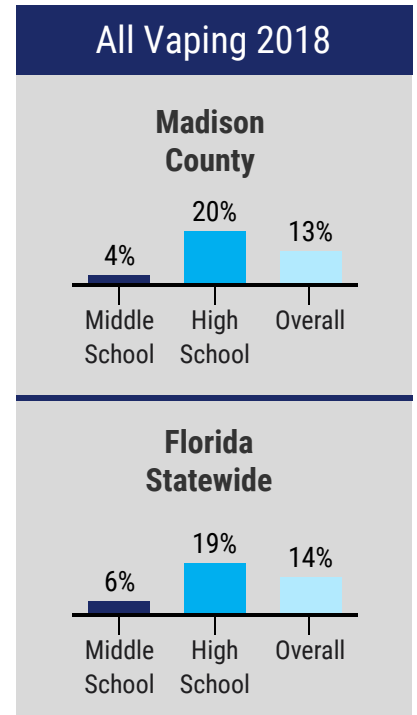 All Vaping 2018
Madison
County
4%
20%
13%
Middle
School
High
School
Overall
Florida
Statewide
6%
19%
14%
Middle
School
High
School
Overall